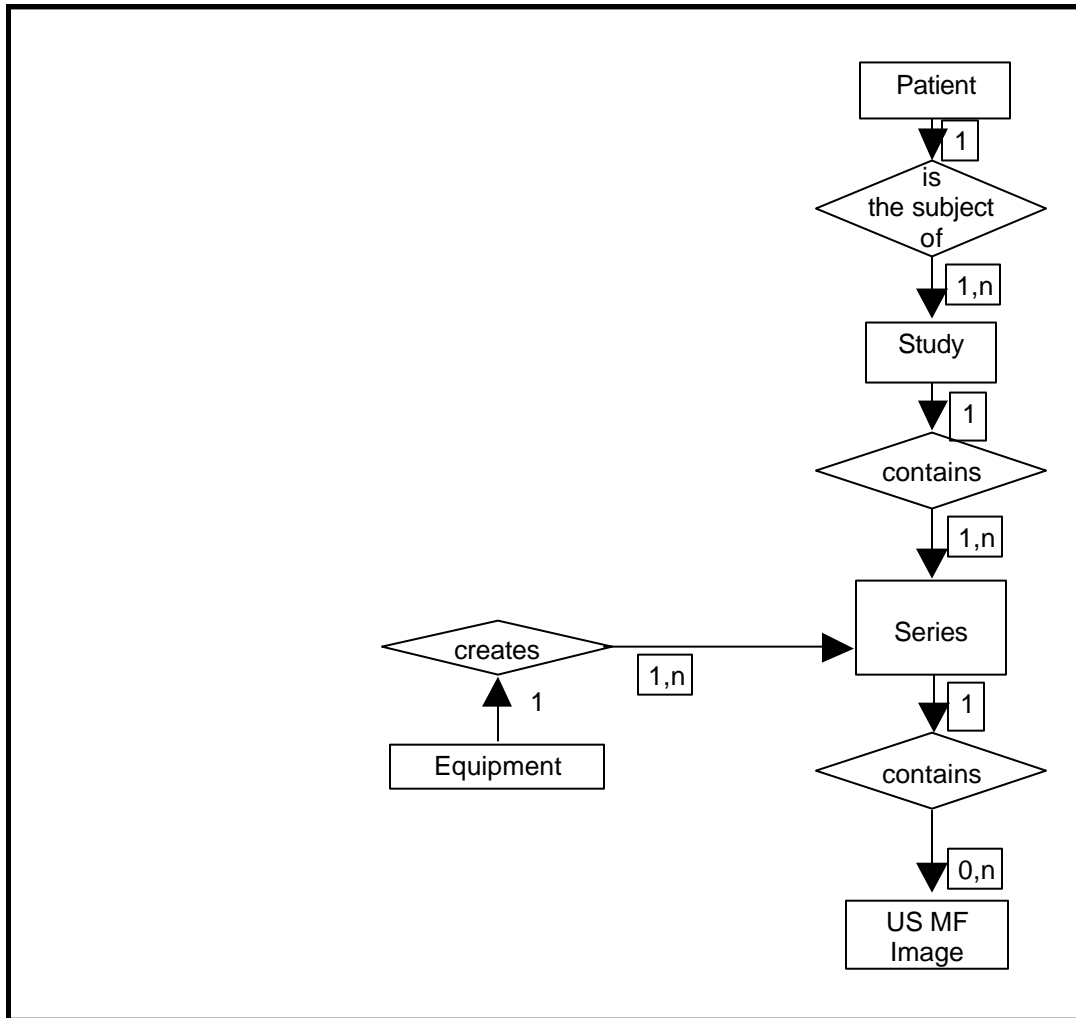 Patient
1
is
the subject
of
1,n
Study
1
contains
1,n
Series
creates
1,n
1
1
Equipment
contains
0,n
US MF
Image